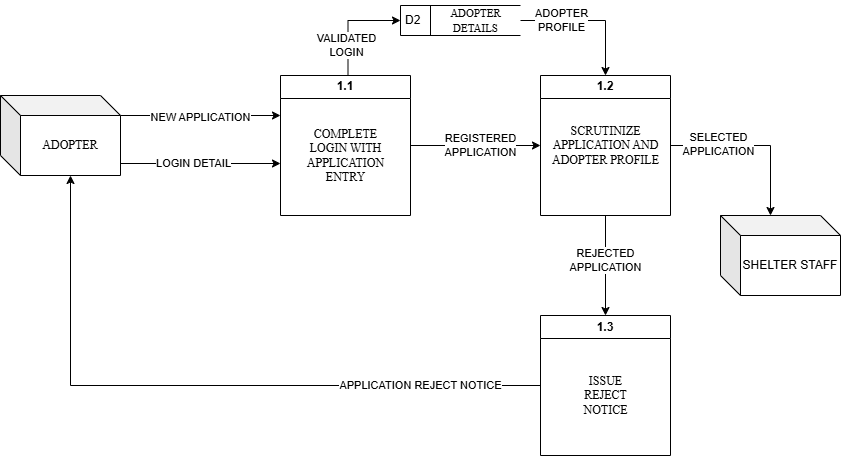 D2
ADOPTER
DETAILS
ADOPTER
PROFILE
VALIDATED
LOGIN
1.1
COMPLETE
LOGIN WITH
APPLICATION
ENTRY
1.2
SCRUTINIZE
APPLICATION AND
ADOPTER PROFILE
ADOPTER
NEW APPLICATION
LOGIN DETAIL
REGISTERED
APPLICATION
SELECTED
APPLICATION
SHELTER STAFF
REJECTED
APPLICATION
1.3
ISSUE
REJECT
NOTICE
APPLICATION REJECT NOTICE